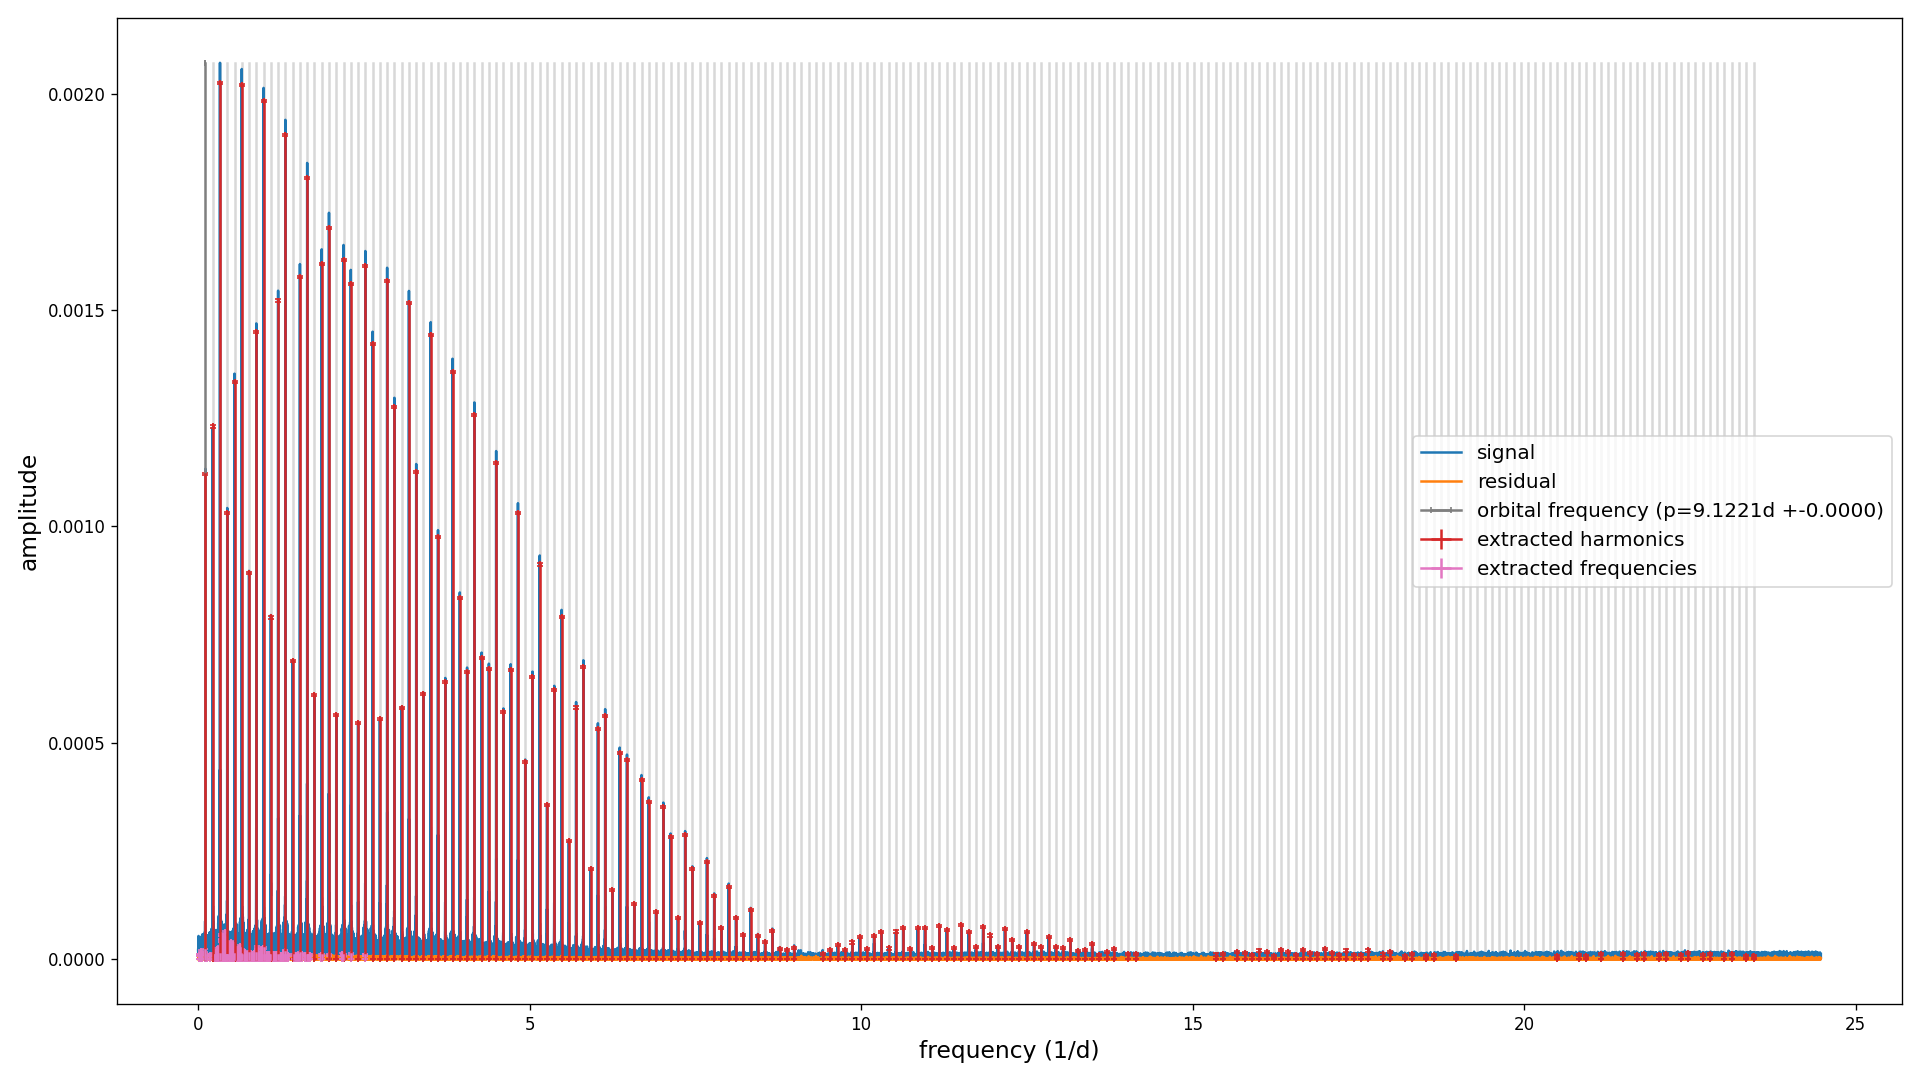 0.0020
0.0015
0.0010
0.0005
0.0000
amplitude
signal
residual
orbital frequency (p=9.1221d +-0.0000)
extracted harmonics
extracted frequencies
0 5 10 15 20 25
frequency (1/d)